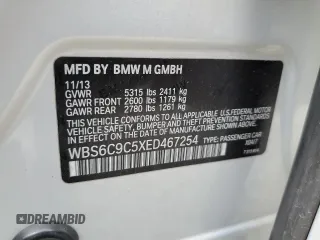 MFD BY BMW M GMBH
11/13
GVWR 5315 lbs 2411 kg
GAWR FRONT 2600 lbs 1179 kg
GAWR REAR 2780 lbs 1261 kg
THIS VEHICLE CONFORMS TO ALL APPLICABLE U.S.FEDERAL MOTOR
VEHICLE SAFETY, BUMPER, AND THEFT PREVENTION STANDARDS
IN EFFECT ON THE DATE OF MANUFACTURE SHOWN ABOVE.
WBS6C9C5XED467254 TYPE: PASSENGER CAR
DREAMBID